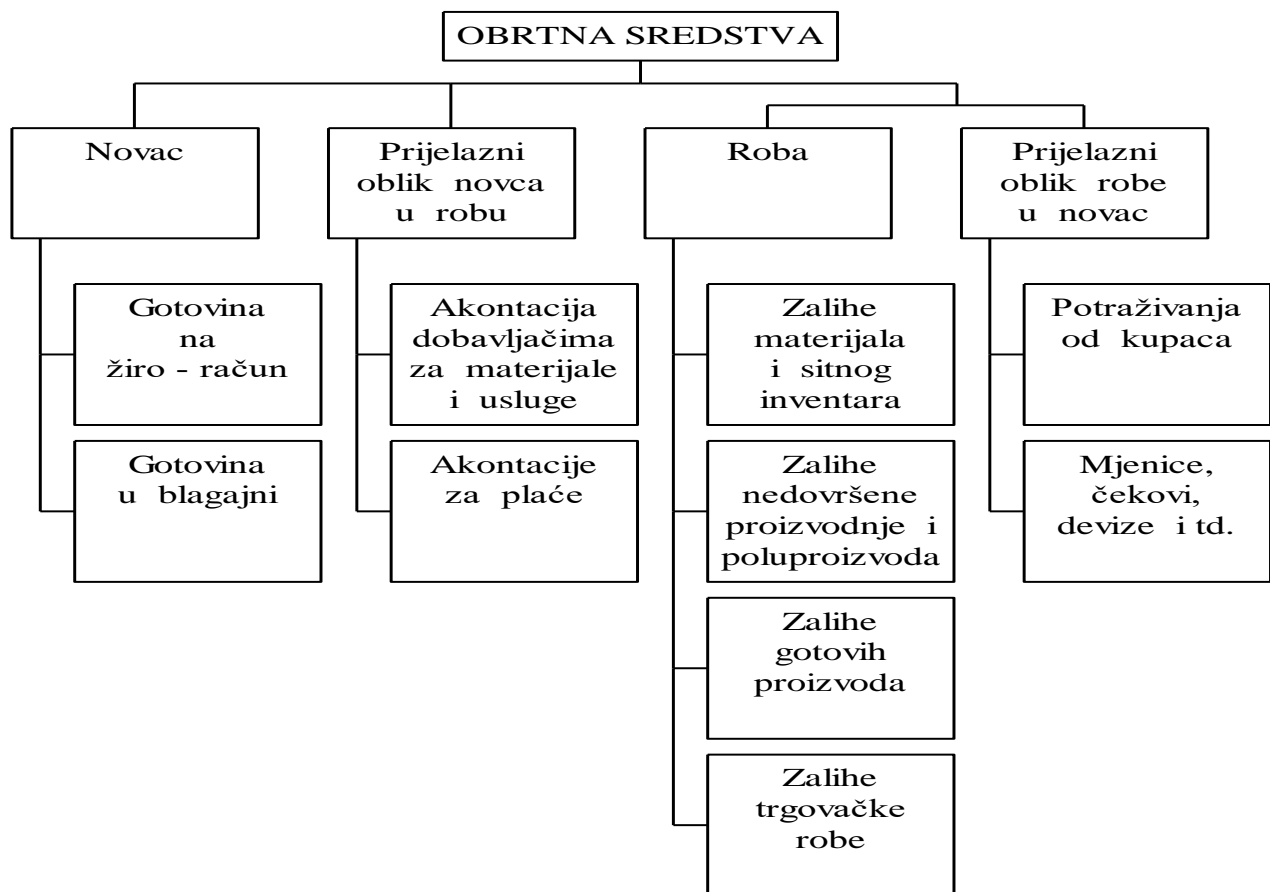 OBRTNA SREDSTVA
Novac
Prijelazni
oblik novca
u robu
Roba
Prijelazni
oblik robe
u novac
Gotovina
na
žiro - račun
Gotovina
u blagajni
Akontacija
dobavljačima
za materijale
i usluge
Akontacije
za plaće
Zalihe
materijala
i sitnog
inventara
Zalihe
nedovršene
proizvodnje i
poluproizvoda
Zalihe
gotovih
proizvoda
Zalihe
trgovačke
robe
Potraživanja
od kupaca
Mjenice,
čekovi,
devize i td.